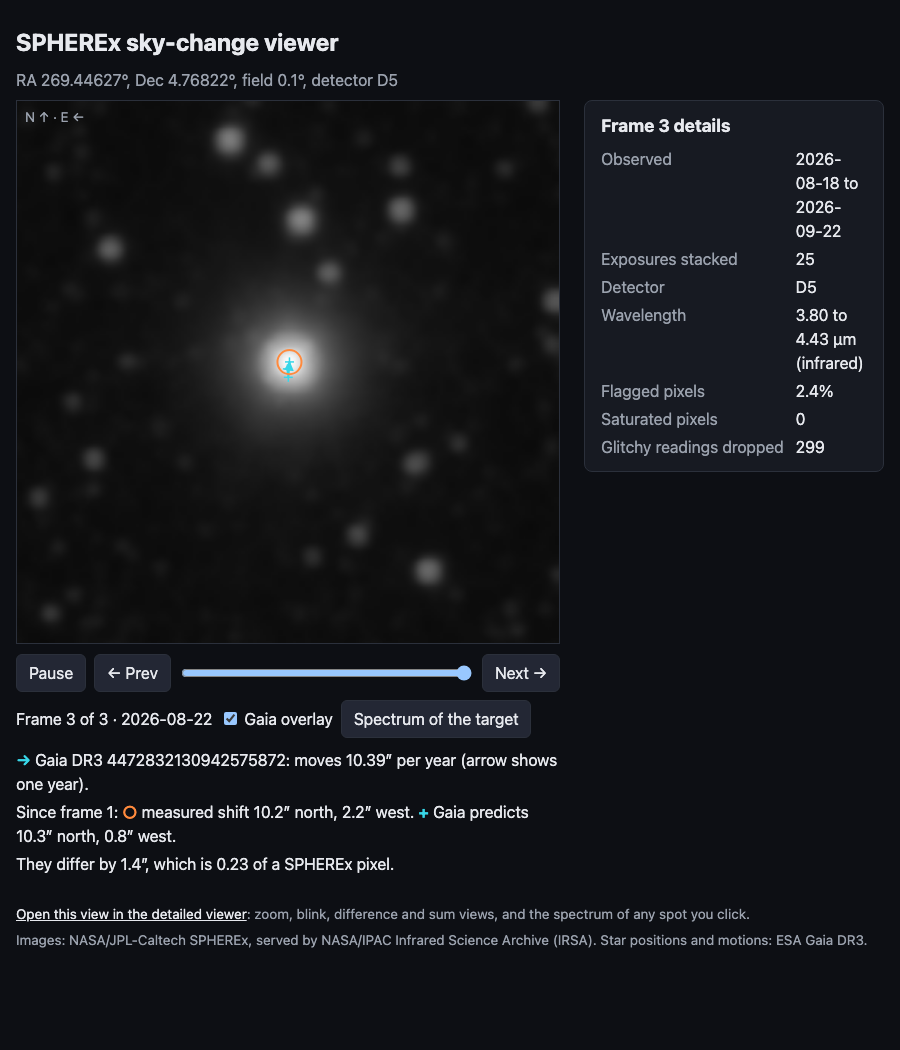 SPHEREx sky-change viewer
RA 269.44627°, Dec 4.76822°, field 0.1°, detector D5
N ↑ · E ←
Frame 3 details
Observed 2026-
08-18 to
2026-
09-22
Exposures stacked 25
Detector D5
Wavelength 3.80 to
4.43 µm
(infrared)
Flagged pixels 2.4%
Saturated pixels 0
Glitchy readings dropped 299
Pause ← Prev Next →
Frame 3 of 3 · 2026-08-22 Gaia overlay Spectrum of the target
→ Gaia DR3 4472832130942575872: moves 10.39″ per year (arrow shows
one year).
Since frame 1: measured shift 10.2″ north, 2.2″ west. + Gaia predicts
10.3″ north, 0.8″ west.
They differ by 1.4″, which is 0.23 of a SPHEREx pixel.
Open this view in the detailed viewer: zoom, blink, difference and sum views, and the spectrum of any spot you click.
Images: NASA/JPL-Caltech SPHEREx, served by NASA/IPAC Infrared Science Archive (IRSA). Star positions and motions: ESA Gaia DR3.